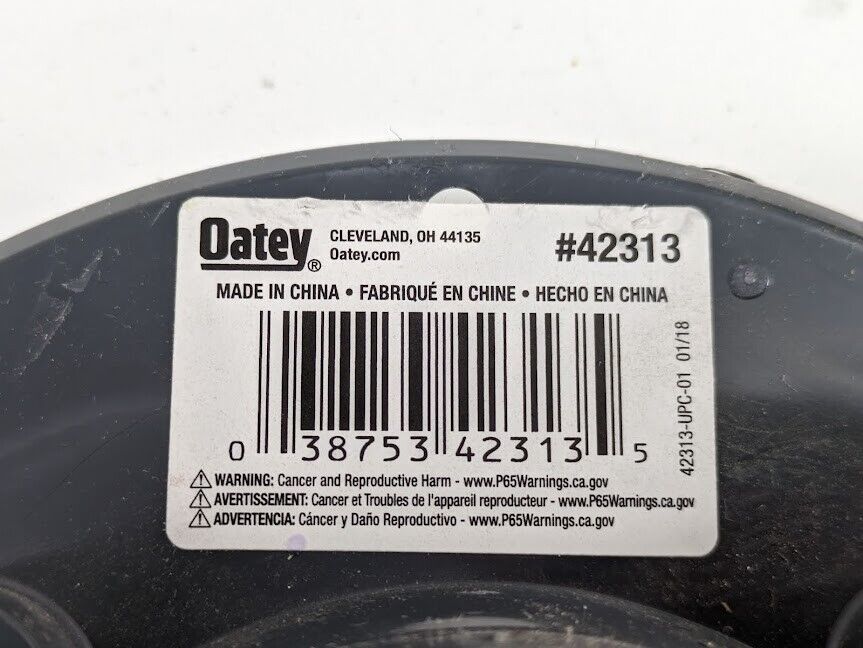 Oatey® CLEVELAND, OH 44135 #42313
Oatey.com
MADE IN CHINA • FABRIQUÉ EN CHINE • HECHO EN CHINA
0 38753 42313 5
42313-UPC-01 01/18
WARNING: Cancer and Reproductive Harm - www.P65Warnings.ca.gov
AVERTISSEMENT: Cancer et Troubles de l'appareil reproducteur - www.P65Warnings.ca.gov
ADVERTENCIA: Cáncer y Daño Reproductivo - www.P65Warnings.ca.gov